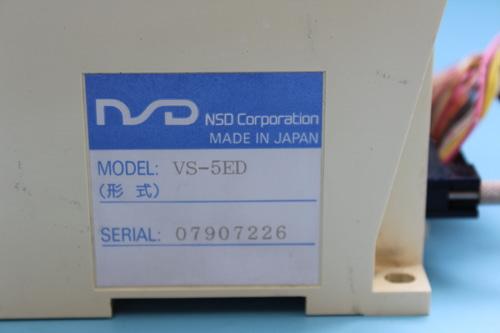 NSD NSD Corporation
MADE IN JAPAN
MODEL: VS-5ED
(形 式)
SERIAL: 07907226